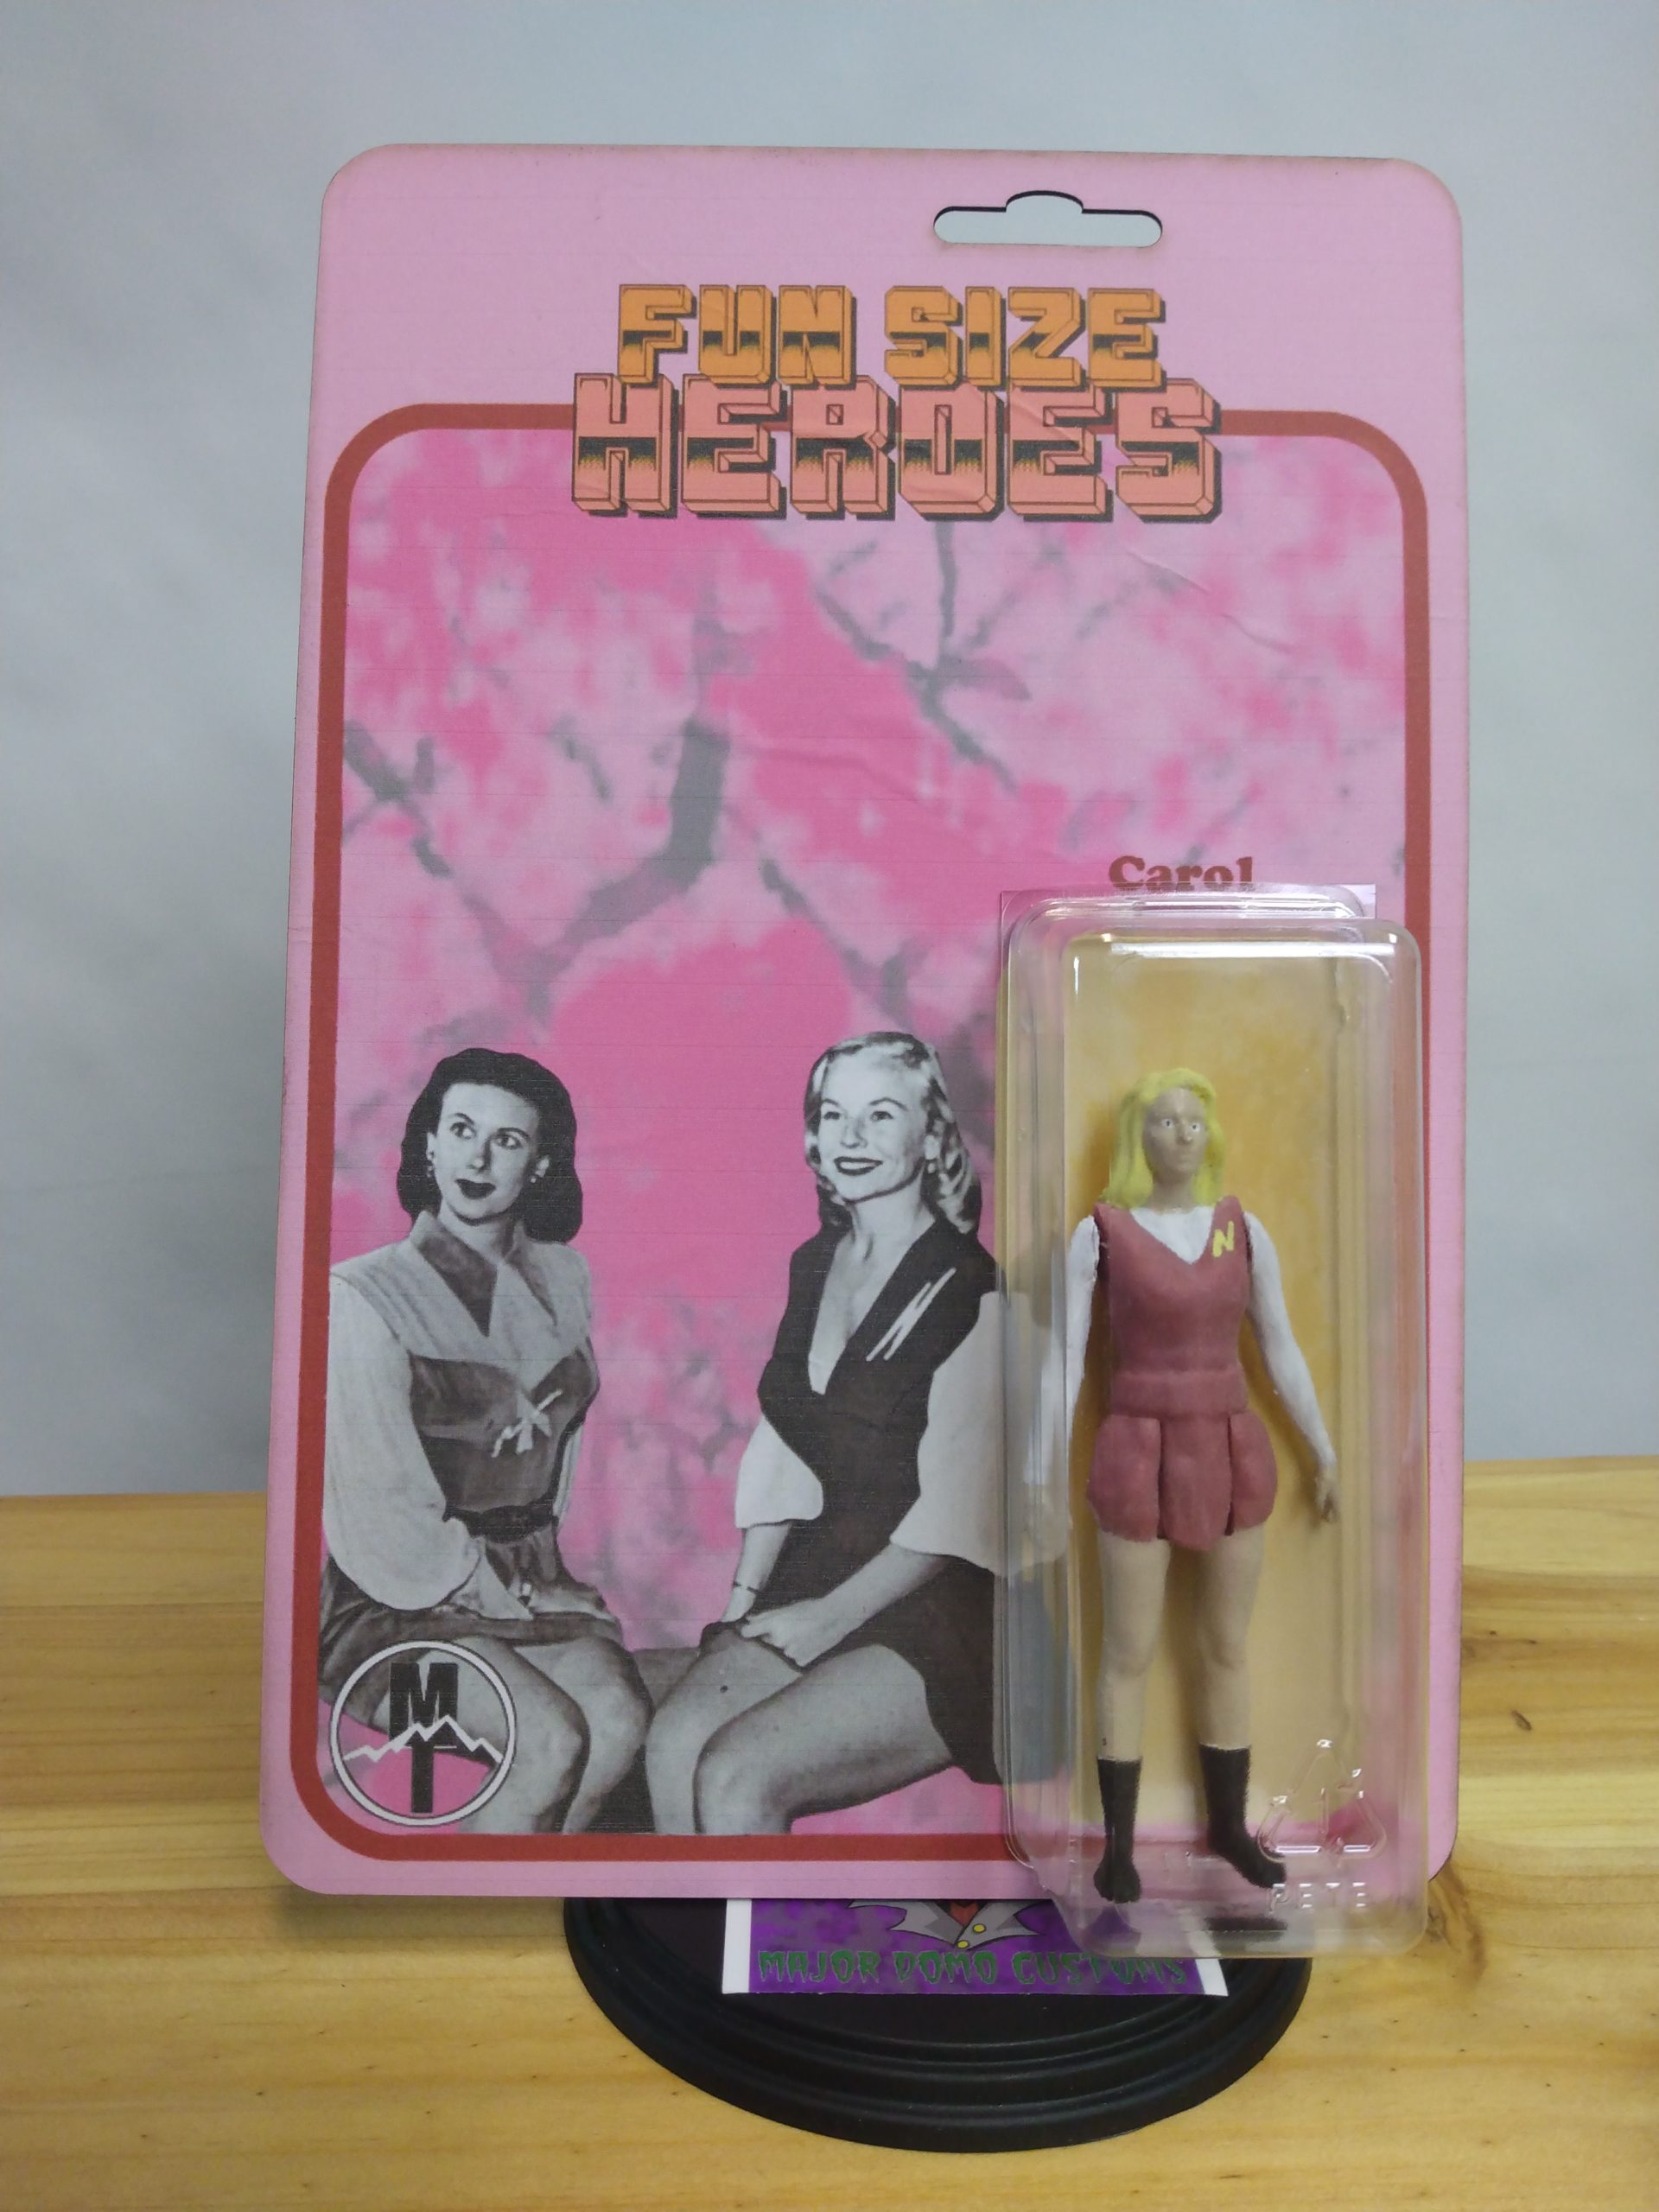 FUN SIZE
HEROES
Carol
N
N
M
T
PETE
MAJOR DOMO CUSTOMS